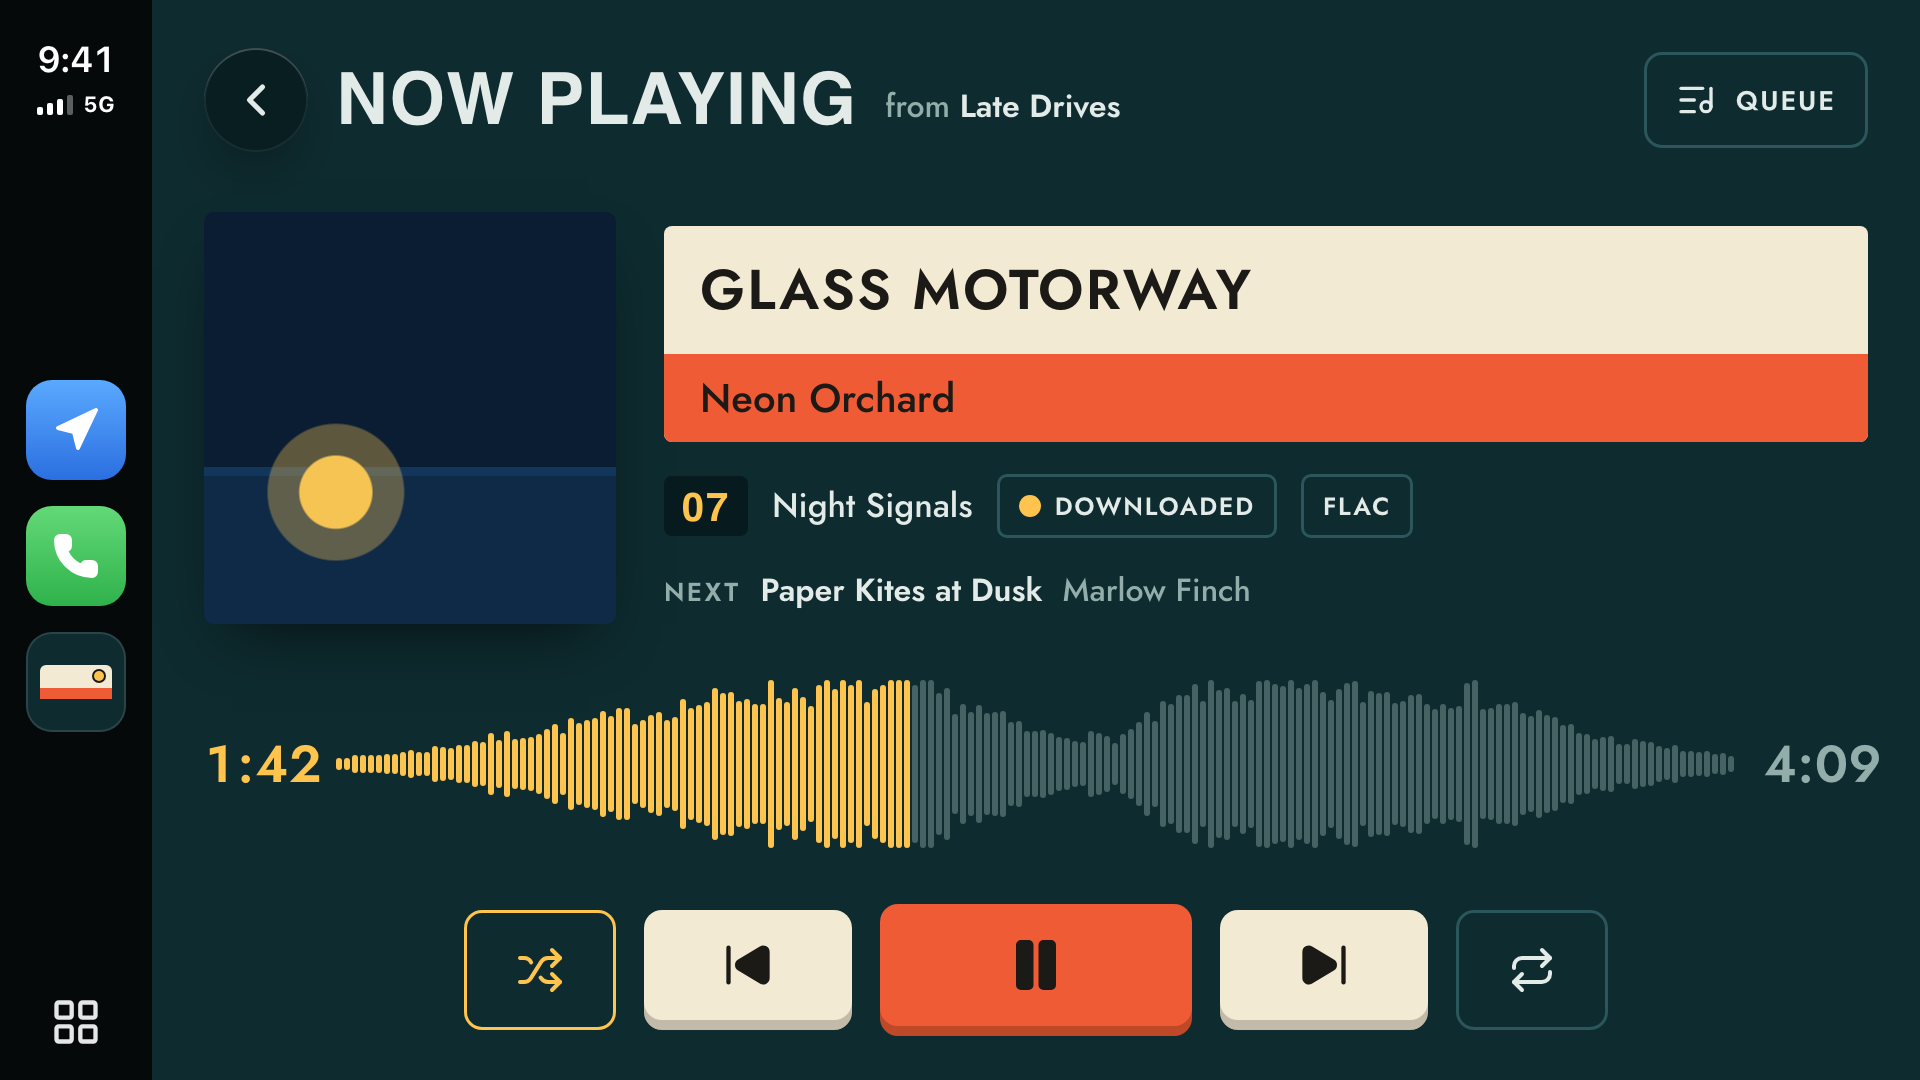 9:41
5G
NOW PLAYING from Late Drives
QUEUE
GLASS MOTORWAY
Neon Orchard
07 Night Signals DOWNLOADED FLAC
NEXT Paper Kites at Dusk Marlow Finch
1:42
4:09